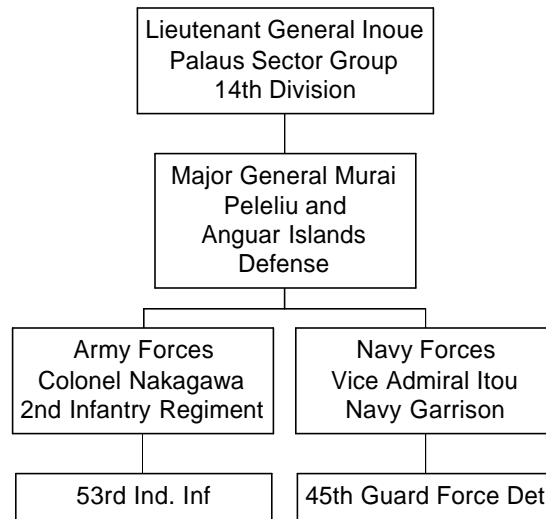 Lieutenant General Inoue
Palaus Sector Group
14th Division
Major General Murai
Peleliu and
Anguar Islands
Defense
Army Forces
Colonel Nakagawa
2nd Infantry Regiment
Navy Forces
Vice Admiral Itou
Navy Garrison
53rd Ind. Inf
45th Guard Force Det